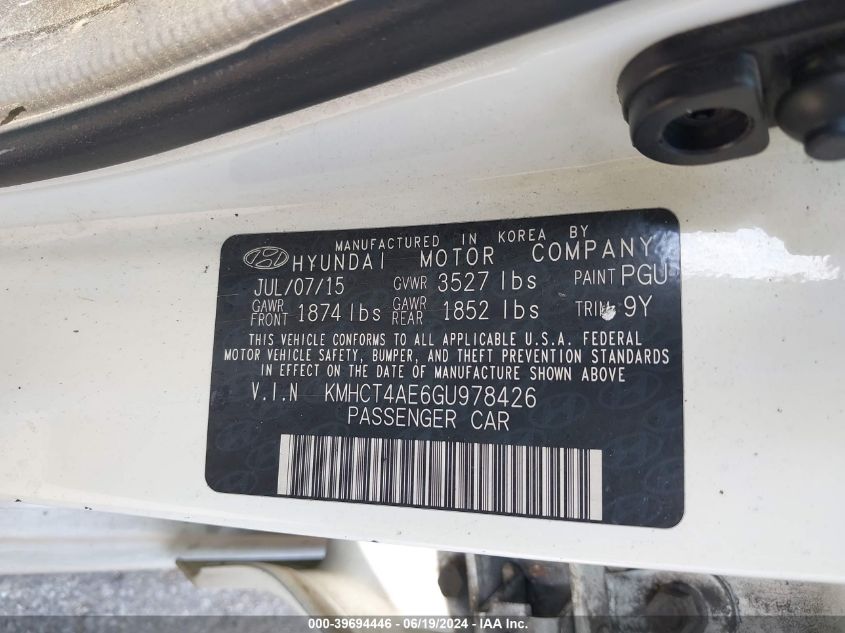 MANUFACTURED IN KOREA BY
HYUNDAI MOTOR COMPANY
JUL/07/15 GVWR 3527 lbs PAINT PGU
GAWR FRONT 1874 lbs GAWR REAR 1852 lbs TRIM 9Y
THIS VEHICLE CONFORMS TO ALL APPLICABLE U.S.A. FEDERAL
MOTOR VEHICLE SAFETY, BUMPER, AND THEFT PREVENTION STANDARDS
IN EFFECT ON THE DATE OF MANUFACTURE SHOWN ABOVE
V.I.N KMHCT4AE6GU978426
PASSENGER CAR
000-39694446 - 06/19/2024 - IAA Inc.